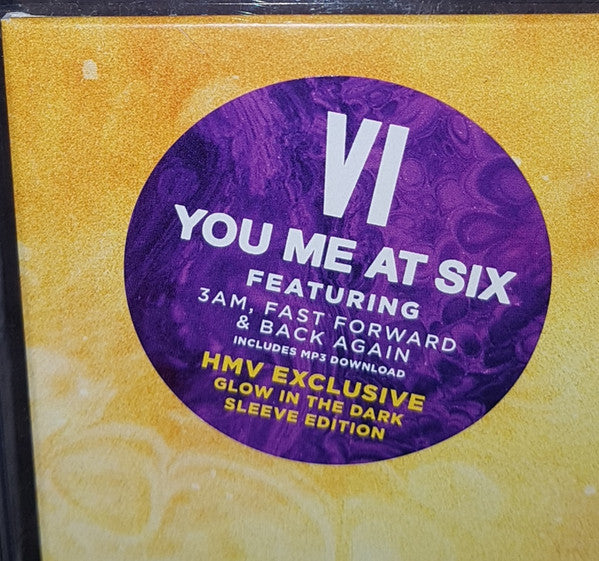 VI
YOU ME AT SIX
FEATURING
3AM, FAST FORWARD
& BACK AGAIN
INCLUDES MP3 DOWNLOAD
HMV EXCLUSIVE
GLOW IN THE DARK
SLEEVE EDITION